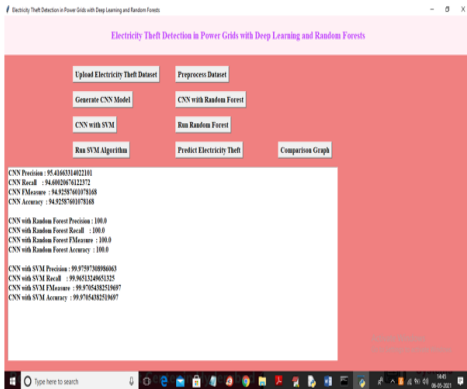 Electricity Theft Detection in Power Grids with Deep Learning and Random Forests
Electricity Theft Detection in Power Grids with Deep Learning and Random Forests
Upload Electricity Theft Dataset Preprocess Dataset
Generate CNN Model CNN with Random Forest
CNN with SVM Run Random Forest
Run SVM Algorithm Predict Electricity Theft Comparison Graph
CNN Precision : 95.41663314022101
CNN Recall : 94.60020676122372
CNN FMeasure : 94.92587601078168
CNN Accuracy : 94.92587601078168
CNN with Random Forest Precision : 100.0
CNN with Random Forest Recall : 100.0
CNN with Random Forest FMeasure : 100.0
CNN with Random Forest Accuracy : 100.0
CNN with SVM Precision : 99.97597308986063
CNN with SVM Recall : 99.96513249651325
CNN with SVM FMeasure : 99.97054382519697
CNN with SVM Accuracy : 99.97054382519697
Type here to search
14:45
06-05-2021